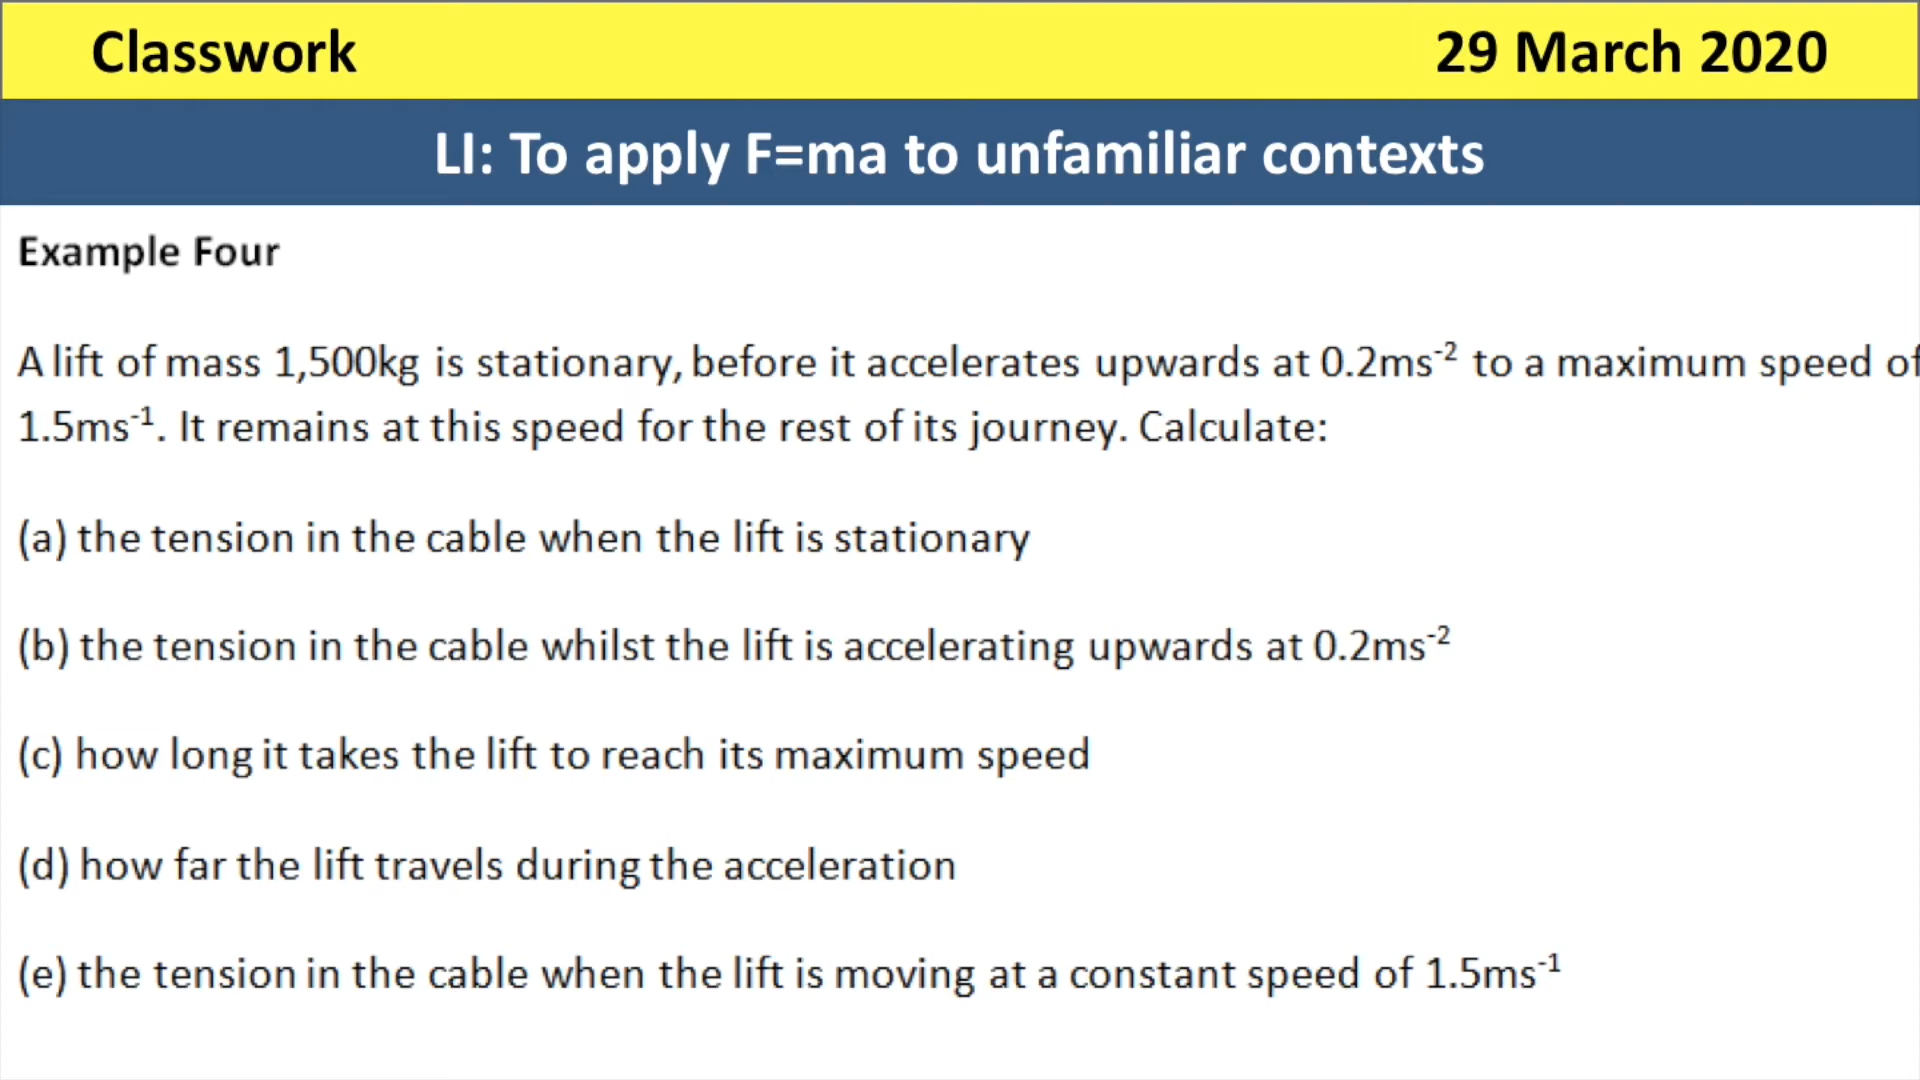 Classwork 29 March 2020
LI: To apply F=ma to unfamiliar contexts
Example Four
A lift of mass 1,500kg is stationary, before it accelerates upwards at 0.2ms⁻² to a maximum speed of
1.5ms⁻¹. It remains at this speed for the rest of its journey. Calculate:
(a) the tension in the cable when the lift is stationary
(b) the tension in the cable whilst the lift is accelerating upwards at 0.2ms⁻²
(c) how long it takes the lift to reach its maximum speed
(d) how far the lift travels during the acceleration
(e) the tension in the cable when the lift is moving at a constant speed of 1.5ms⁻¹